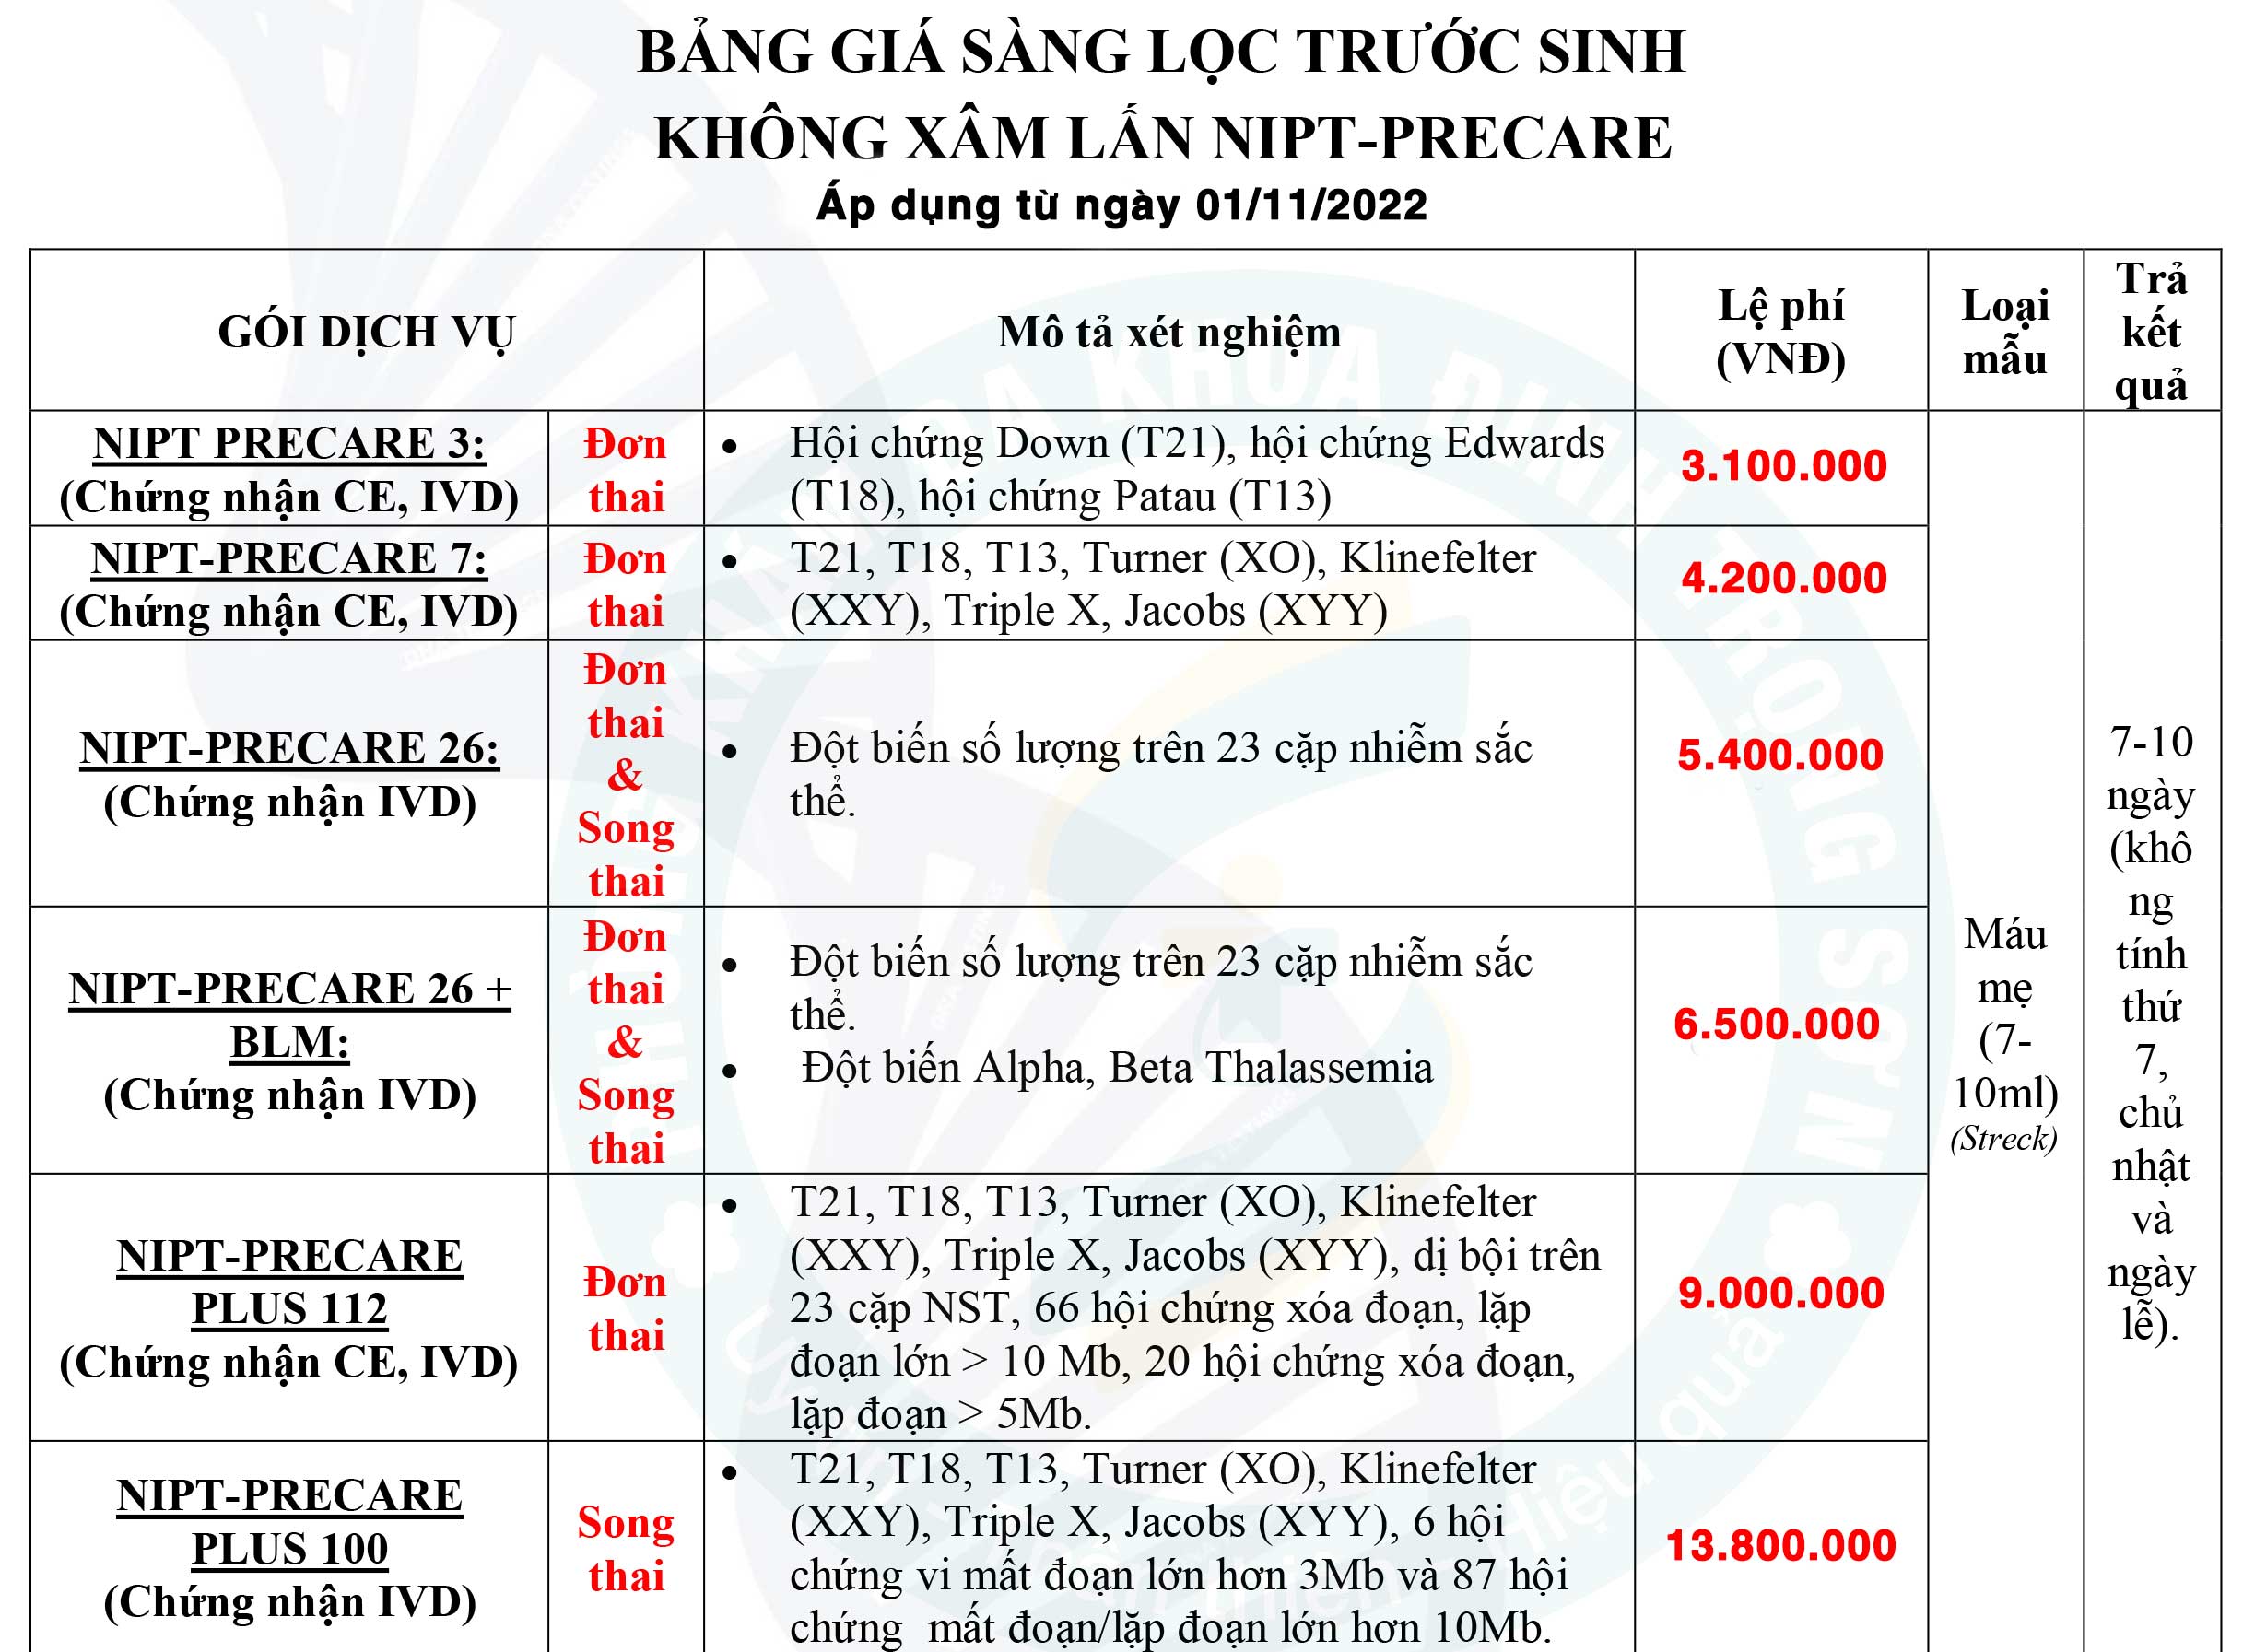 BẢNG GIÁ SÀNG LỌC TRƯỚC SINH
KHÔNG XÂM LẤN NIPT-PRECARE
Áp dụng từ ngày 01/11/2022
GÓI DỊCH VỤ
Mô tả xét nghiệm
Lệ phí
(VNĐ)
Loại
mẫu
Trả
kết
quả
NIPT PRECARE 3:
(Chứng nhận CE, IVD)
Đơn
thai
• Hội chứng Down (T21), hội chứng Edwards
(T18), hội chứng Patau (T13)
3.100.000
NIPT-PRECARE 7:
(Chứng nhận CE, IVD)
Đơn
thai
• T21, T18, T13, Turner (XO), Klinefelter
(XXY), Triple X, Jacobs (XYY)
4.200.000
NIPT-PRECARE 26:
(Chứng nhận IVD)
Đơn
thai
&
Song
thai
• Đột biến số lượng trên 23 cặp nhiễm sắc
thể.
5.400.000
NIPT-PRECARE 26 +
BLM:
(Chứng nhận IVD)
Đơn
thai
&
Song
thai
• Đột biến số lượng trên 23 cặp nhiễm sắc
thể.
• Đột biến Alpha, Beta Thalassemia
6.500.000
NIPT-PRECARE
PLUS 112
(Chứng nhận CE, IVD)
Đơn
thai
• T21, T18, T13, Turner (XO), Klinefelter
(XXY), Triple X, Jacobs (XYY), dị bội trên
23 cặp NST, 66 hội chứng xóa đoạn, lặp
đoạn lớn > 10 Mb, 20 hội chứng xóa đoạn,
lặp đoạn > 5Mb.
9.000.000
NIPT-PRECARE
PLUS 100
(Chứng nhận IVD)
Song
thai
• T21, T18, T13, Turner (XO), Klinefelter
(XXY), Triple X, Jacobs (XYY), 6 hội
chứng vi mất đoạn lớn hơn 3Mb và 87 hội
chứng mất đoạn/lặp đoạn lớn hơn 10Mb.
13.800.000
Máu
mẹ
(7-
10ml)
(Streck)
7-10
ngày
(khô
ng
tính
thứ
7,
chủ
nhật
và
ngày
lễ).
ĐA KHOA ĐINH TRỌNG SƠN
hiệu quả